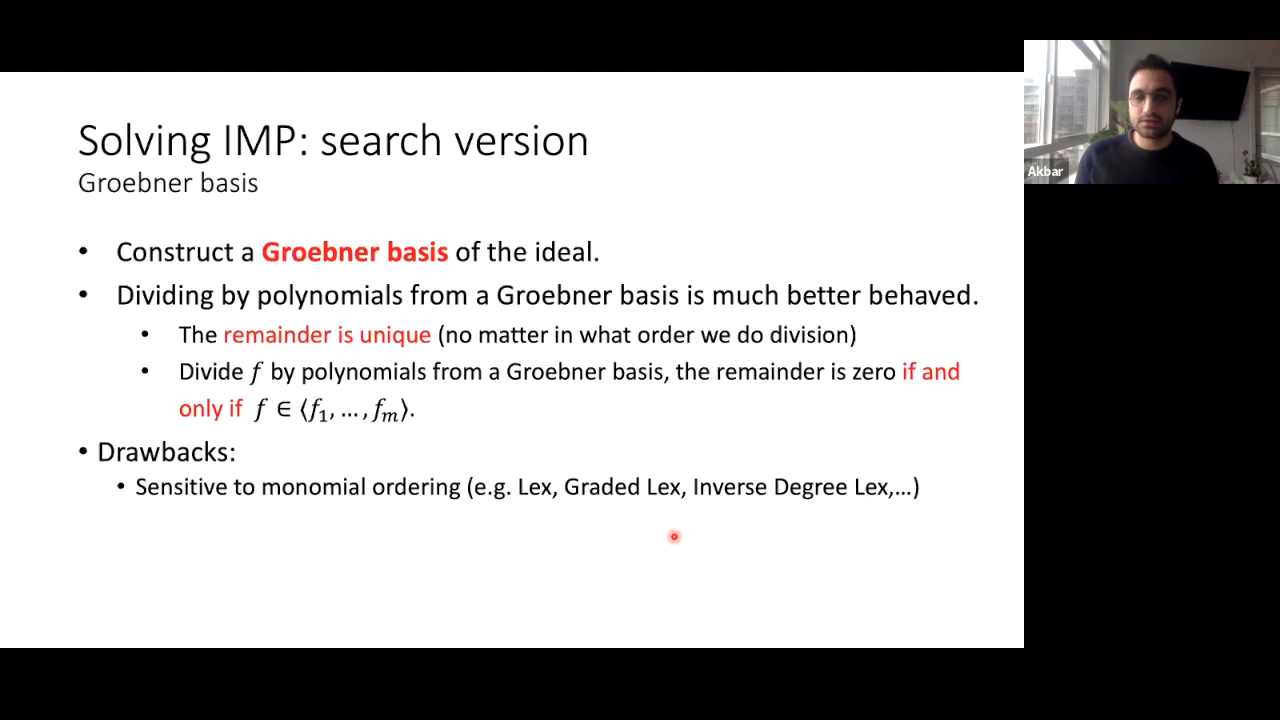 Solving IMP: search version
Groebner basis
• Construct a Groebner basis of the ideal.
• Dividing by polynomials from a Groebner basis is much better behaved.
• The remainder is unique (no matter in what order we do division)
• Divide 𝑓 by polynomials from a Groebner basis, the remainder is zero if and
only if 𝑓 ∈ ⟨𝑓₁, … , 𝑓ₘ⟩.
• Drawbacks:
• Sensitive to monomial ordering (e.g. Lex, Graded Lex, Inverse Degree Lex,…)
Akbar